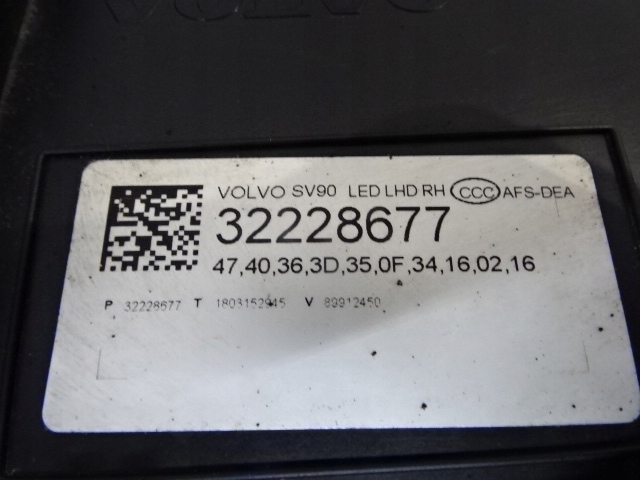 VOLVO
VOLVO SV90 LED LHD RH CCC AFS-DEA
32228677
47,40,36,3D,35,0F,34,16,02,16
P 32228677 T 1803152945 V 89912450